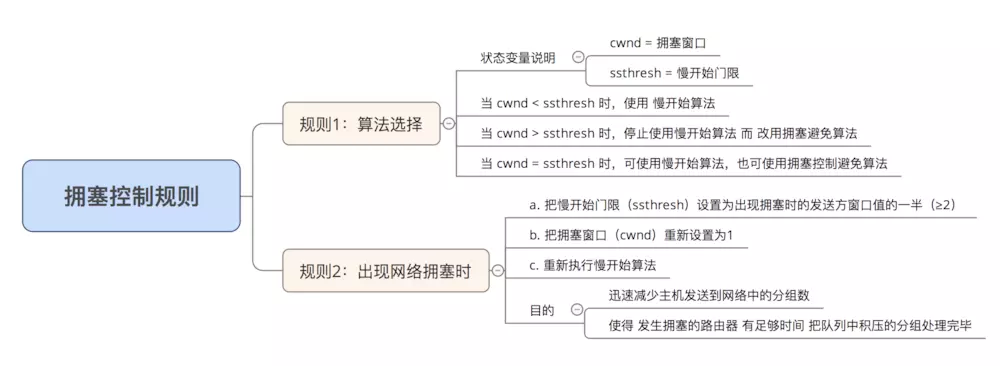 拥塞控制规则
规则1：算法选择
状态变量说明
cwnd = 拥塞窗口
ssthresh = 慢开始门限
当 cwnd < ssthresh 时，使用 慢开始算法
当 cwnd > ssthresh 时，停止使用慢开始算法 而 改用拥塞避免算法
当 cwnd = ssthresh 时，可使用慢开始算法，也可使用拥塞控制避免算法
规则2：出现网络拥塞时
a. 把慢开始门限（ssthresh）设置为出现拥塞时的发送方窗口值的一半（≥2）
b. 把拥塞窗口（cwnd）重新设置为1
c. 重新执行慢开始算法
目的
迅速减少主机发送到网络中的分组数
使得 发生拥塞的路由器 有足够时间 把队列中积压的分组处理完毕